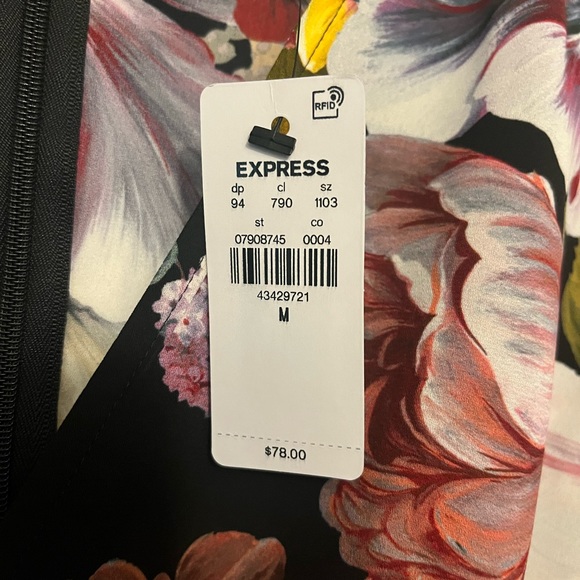 RFID
EXPRESS
dp cl sz
94 790 1103
st co
07908745 0004
43429721
M
$78.00